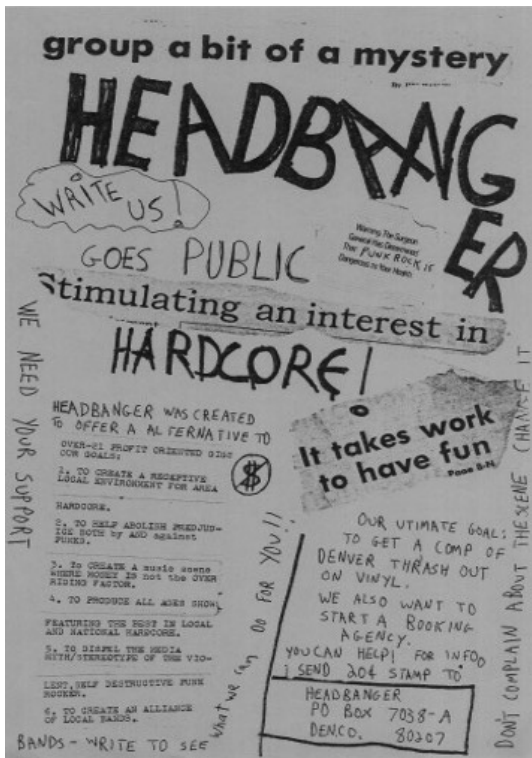 group a bit of a mystery
HEADBANGER
WRITE US!
GOES PUBLIC
Warning: The Surgeon
General Has Determined
That PUNK ROCK IS
Dangerous to Your Health.
Stimulating an interest in
HARDCORE!
WE NEED YOUR SUPPORT
HEADBANGER WAS CREATED
TO OFFER A ALTERNATIVE TO
OVER-21 PROFIT ORIENTED DISC
OUR GOALS:
1. TO CREATE A RECEPTIVE
LOCAL ENVIRONMENT FOR AREA
HARDCORE.
2. TO HELP ABOLISH PREDJUS-
ICE BOTH by AND against
PUNKS.
3. To CREATE A music scene
WHERE MONEY IS not the OVER
RIDING FACTOR.
4. TO PRODUCE ALL AGES SHOWS
FEATURING THE BEST IN LOCAL
AND NATIONAL HARDCORE.
5. TO DISPEL THE MEDIA
MYTH/STEREOTYPE OF THE VIO-
LENT, SELF DESTRUCTIVE PUNK
ROCKER.
6. TO CREATE AN ALLIANCE
OF LOCAL BANDS.
BANDS - WRITE TO SEE
what we can DO FOR YOU!!
$
It takes work
to have fun
Page 8-N
OUR UTIMATE GOAL:
TO GET A COMP OF
DENVER THRASH OUT
ON VINYL.
WE ALSO WANT TO
START A BOOKING
AGENCY.
YOU CAN HELP! FOR INFO
SEND 20¢ STAMP TO
HEADBANGER
PO BOX 7038-A
DEN.CO. 80207
DON'T COMPLAIN ABOUT THE SCENE CHANGE IT